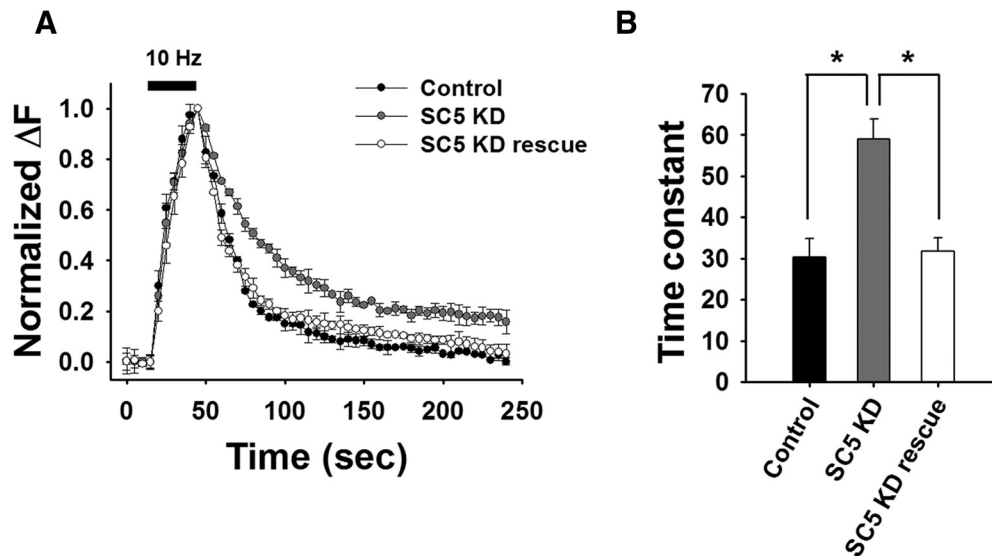 A
10 Hz
Control
SC5 KD
SC5 KD rescue
Normalized ΔF
1.0
0.8
0.6
0.4
0.2
0.0
0 50 100 150 200 250
Time (sec)
B
* *
Time constant
70
60
50
40
30
20
10
0
Control
SC5 KD
SC5 KD rescue